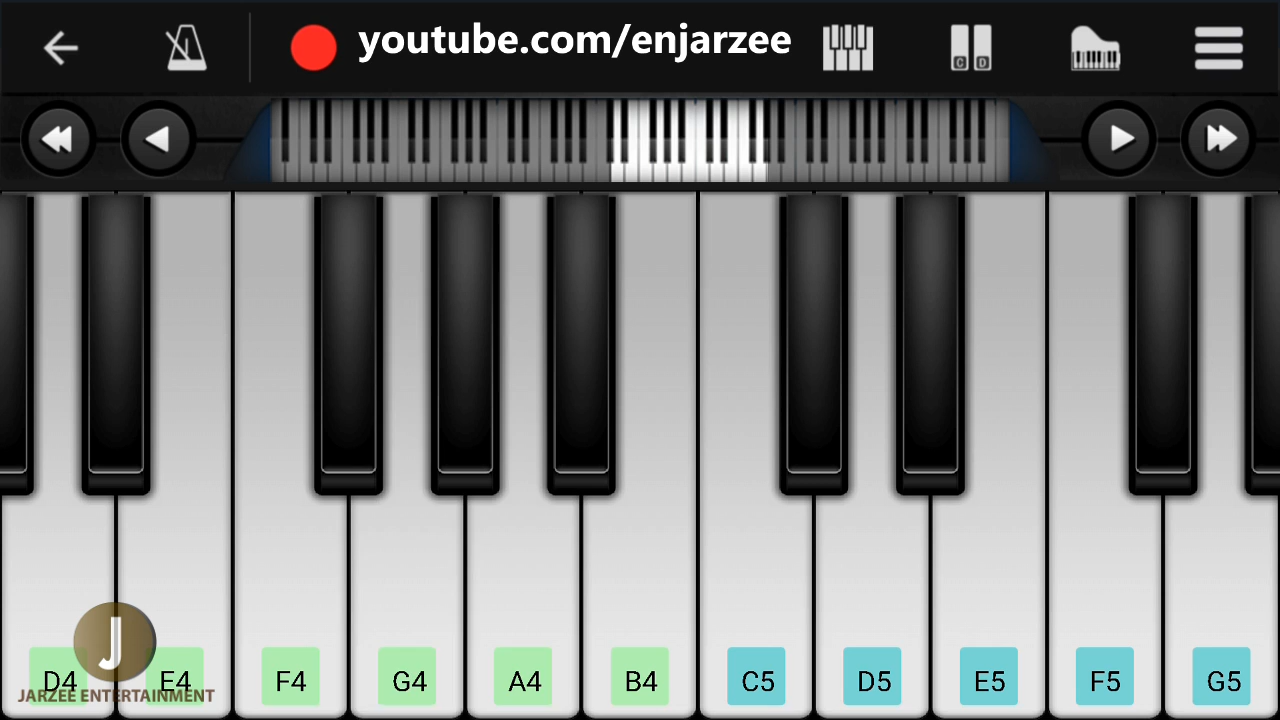 youtube.com/enjarzee
C D
D4 E4 F4 G4 A4 B4 C5 D5 E5 F5 G5
J
JARZEE ENTERTAINMENT